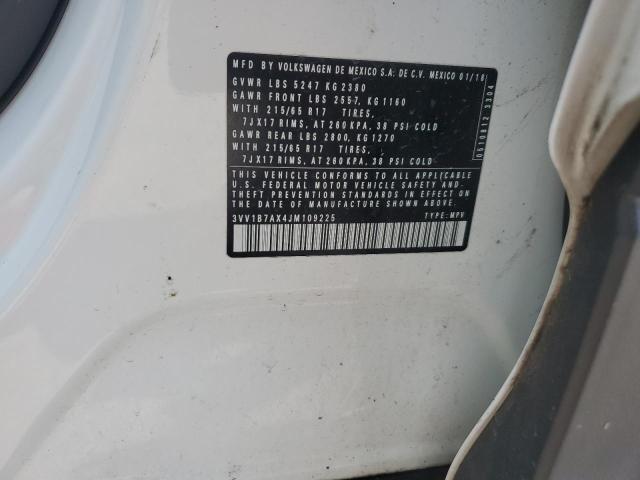 MFD BY VOLKSWAGEN DE MEXICO S.A. DE C.V. MEXICO 01/18
GVWR LBS 5247 KG 2380
GAWR FRONT LBS 2557, KG 1160
WITH 215/65 R17 TIRES,
7JX17 RIMS, AT 260 KPA, 38 PSI COLD
GAWR REAR LBS 2800, KG 1270
WITH 215/65 R17 TIRES,
7JX17 RIMS, AT 260 KPA, 38 PSI COLD
THIS VEHICLE CONFORMS TO ALL APPLICABLE
U.S. FEDERAL MOTOR VEHICLE SAFETY AND
THEFT PREVENTION STANDARDS IN EFFECT ON
THE DATE OF MANUFACTURE SHOWN ABOVE.
3VV1B7AX4JM109225 TYPE: MPV
0510812 3304